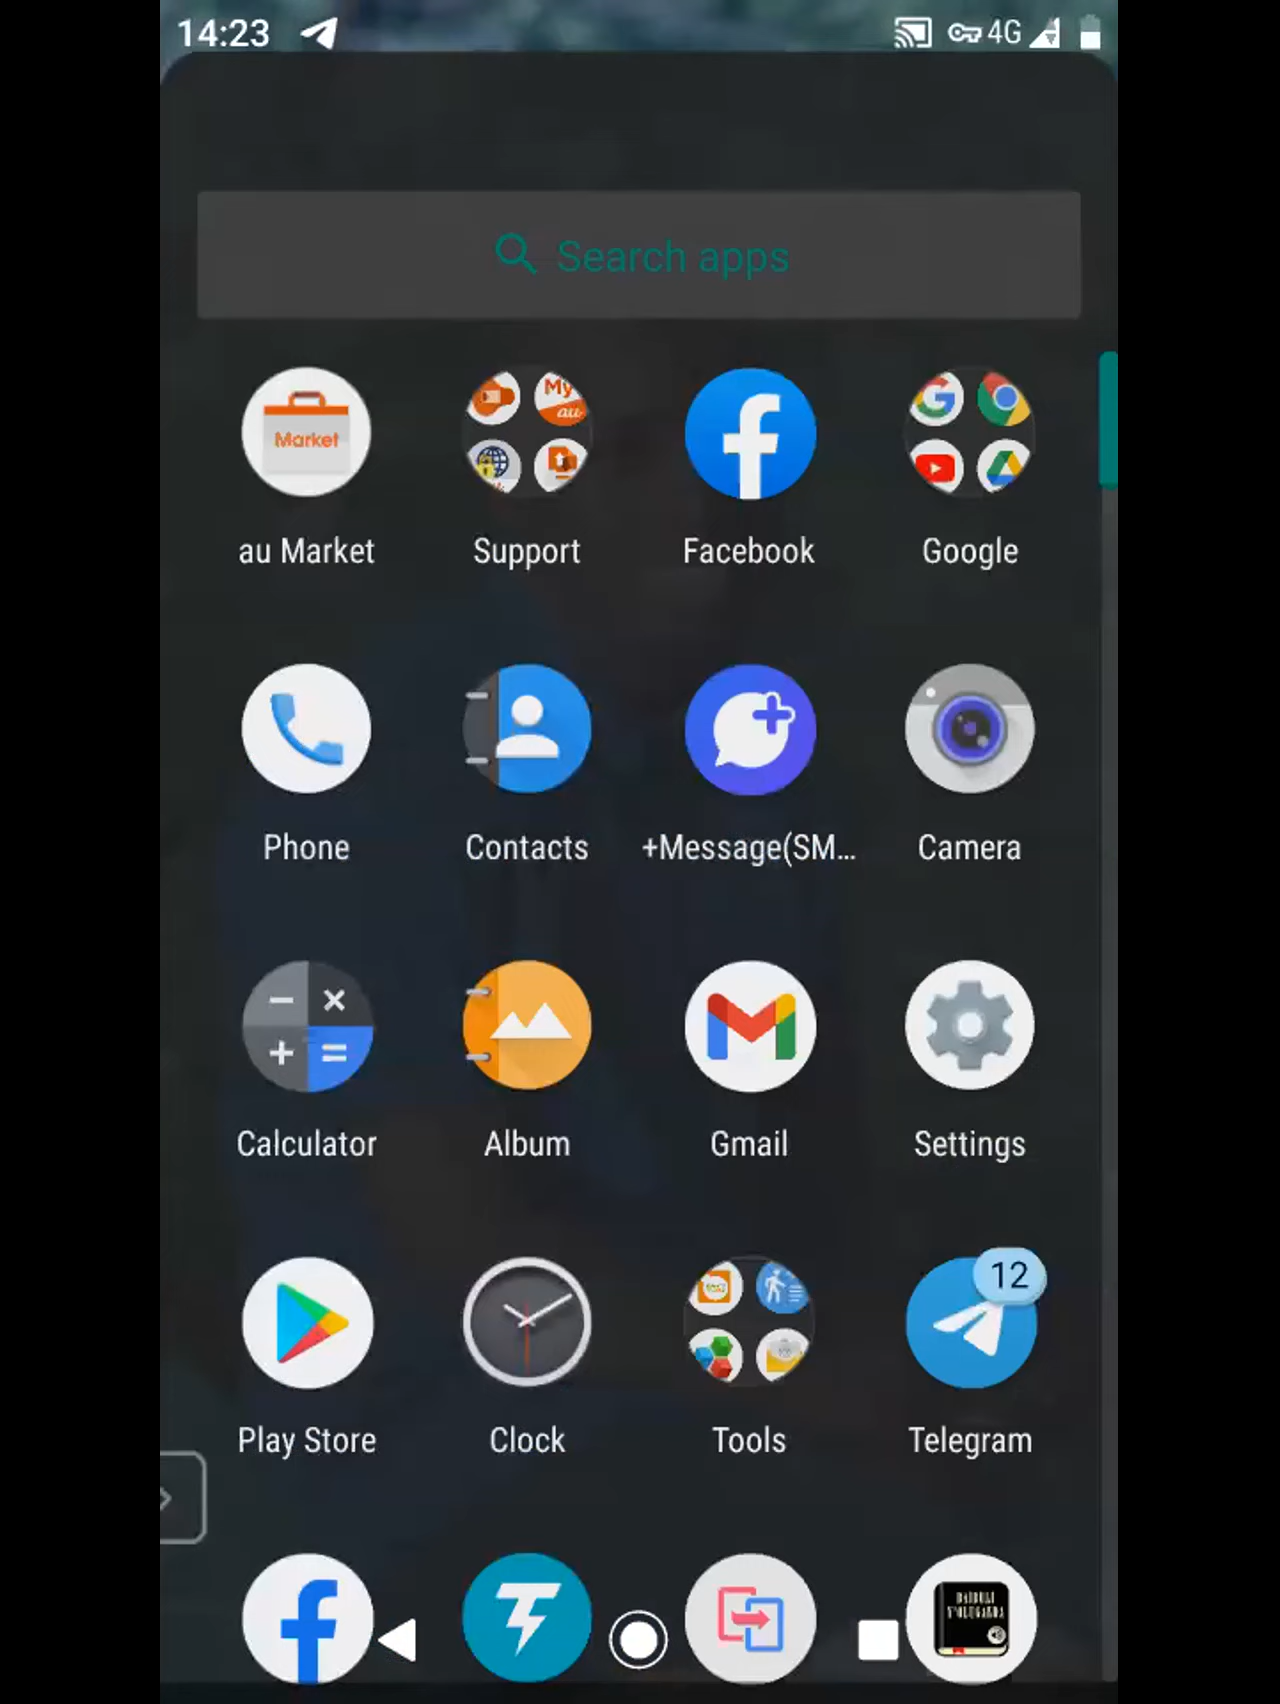 14:23
4G
Search apps
Market
My
au
au Market
Support
Facebook
Google
Phone
Contacts
+Message(SM...
Camera
Calculator
Album
Gmail
Settings
12
Play Store
Clock
Tools
Telegram